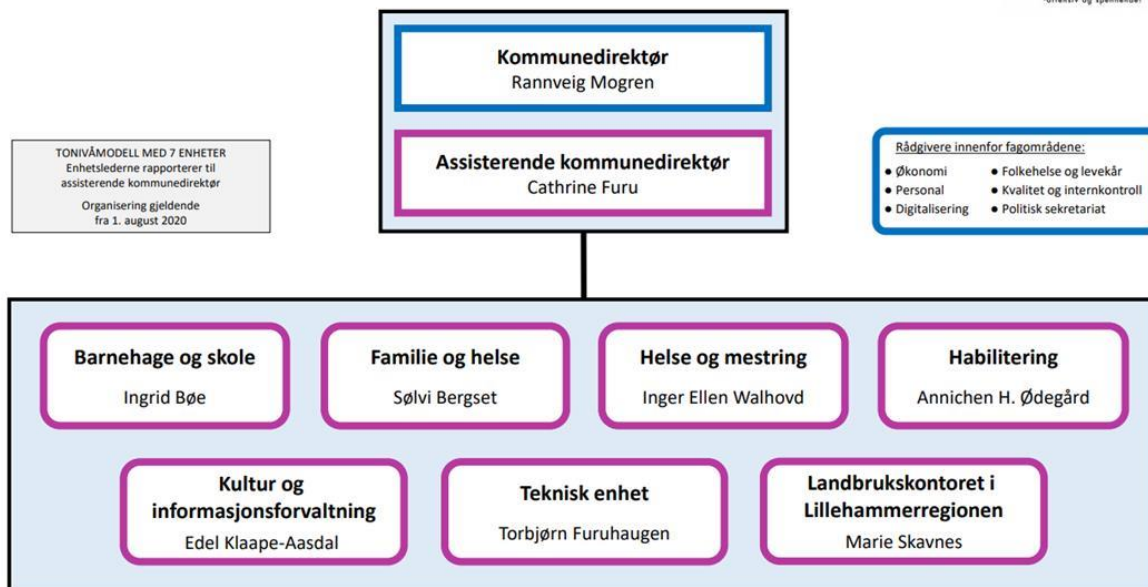 -offensiv og spennende!
Kommunedirektør
Rannveig Mogren
Assisterende kommunedirektør
Cathrine Furu
TONIVÅMODELL MED 7 ENHETER
Enhetslederne rapporterer til
assisterende kommunedirektør
Organisering gjeldende
fra 1. august 2020
Rådgivere innenfor fagområdene:
● Økonomi ● Folkehelse og levekår
● Personal ● Kvalitet og internkontroll
● Digitalisering ● Politisk sekretariat
Barnehage og skole
Ingrid Bøe
Familie og helse
Sølvi Bergset
Helse og mestring
Inger Ellen Walhovd
Habilitering
Annichen H. Ødegård
Kultur og
informasjonsforvaltning
Edel Klaape-Aasdal
Teknisk enhet
Torbjørn Furuhaugen
Landbrukskontoret i
Lillehammerregionen
Marie Skavnes